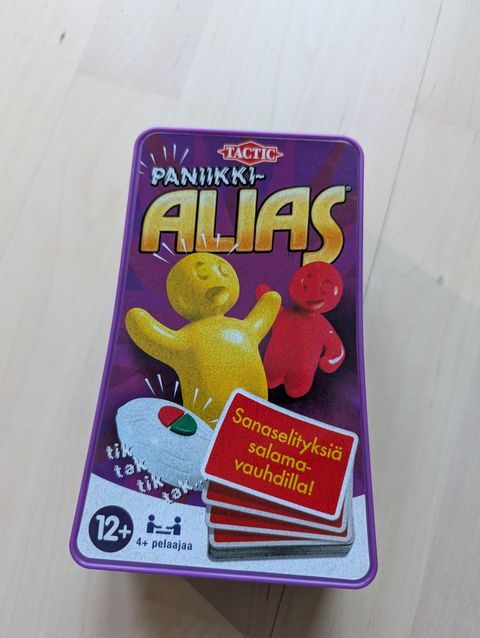 TACTIC
PANIIKKI-
ALIAS®
Sanaselityksiä
salama-
vauhdilla!
tik
tak
tik
tak...
12+
4+ pelaajaa